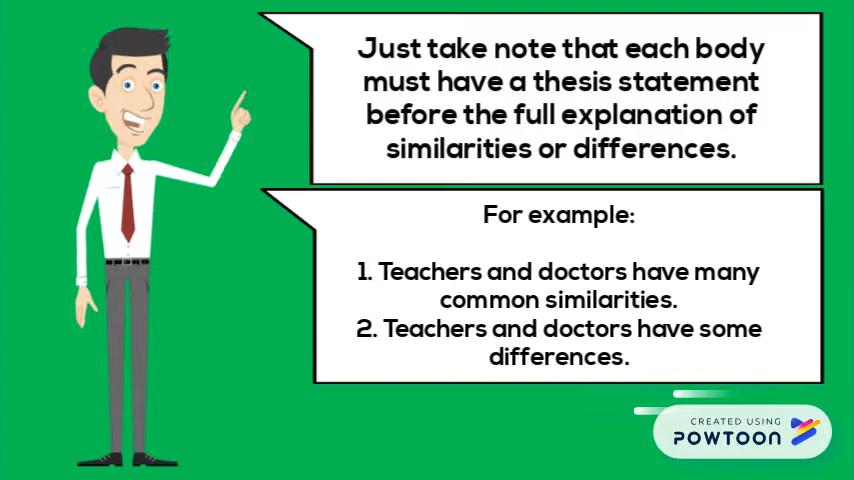 Just take note that each body
must have a thesis statement
before the full explanation of
similarities or differences.
For example:
1. Teachers and doctors have many
common similarities.
2. Teachers and doctors have some
differences.
CREATED USING
POWTOON